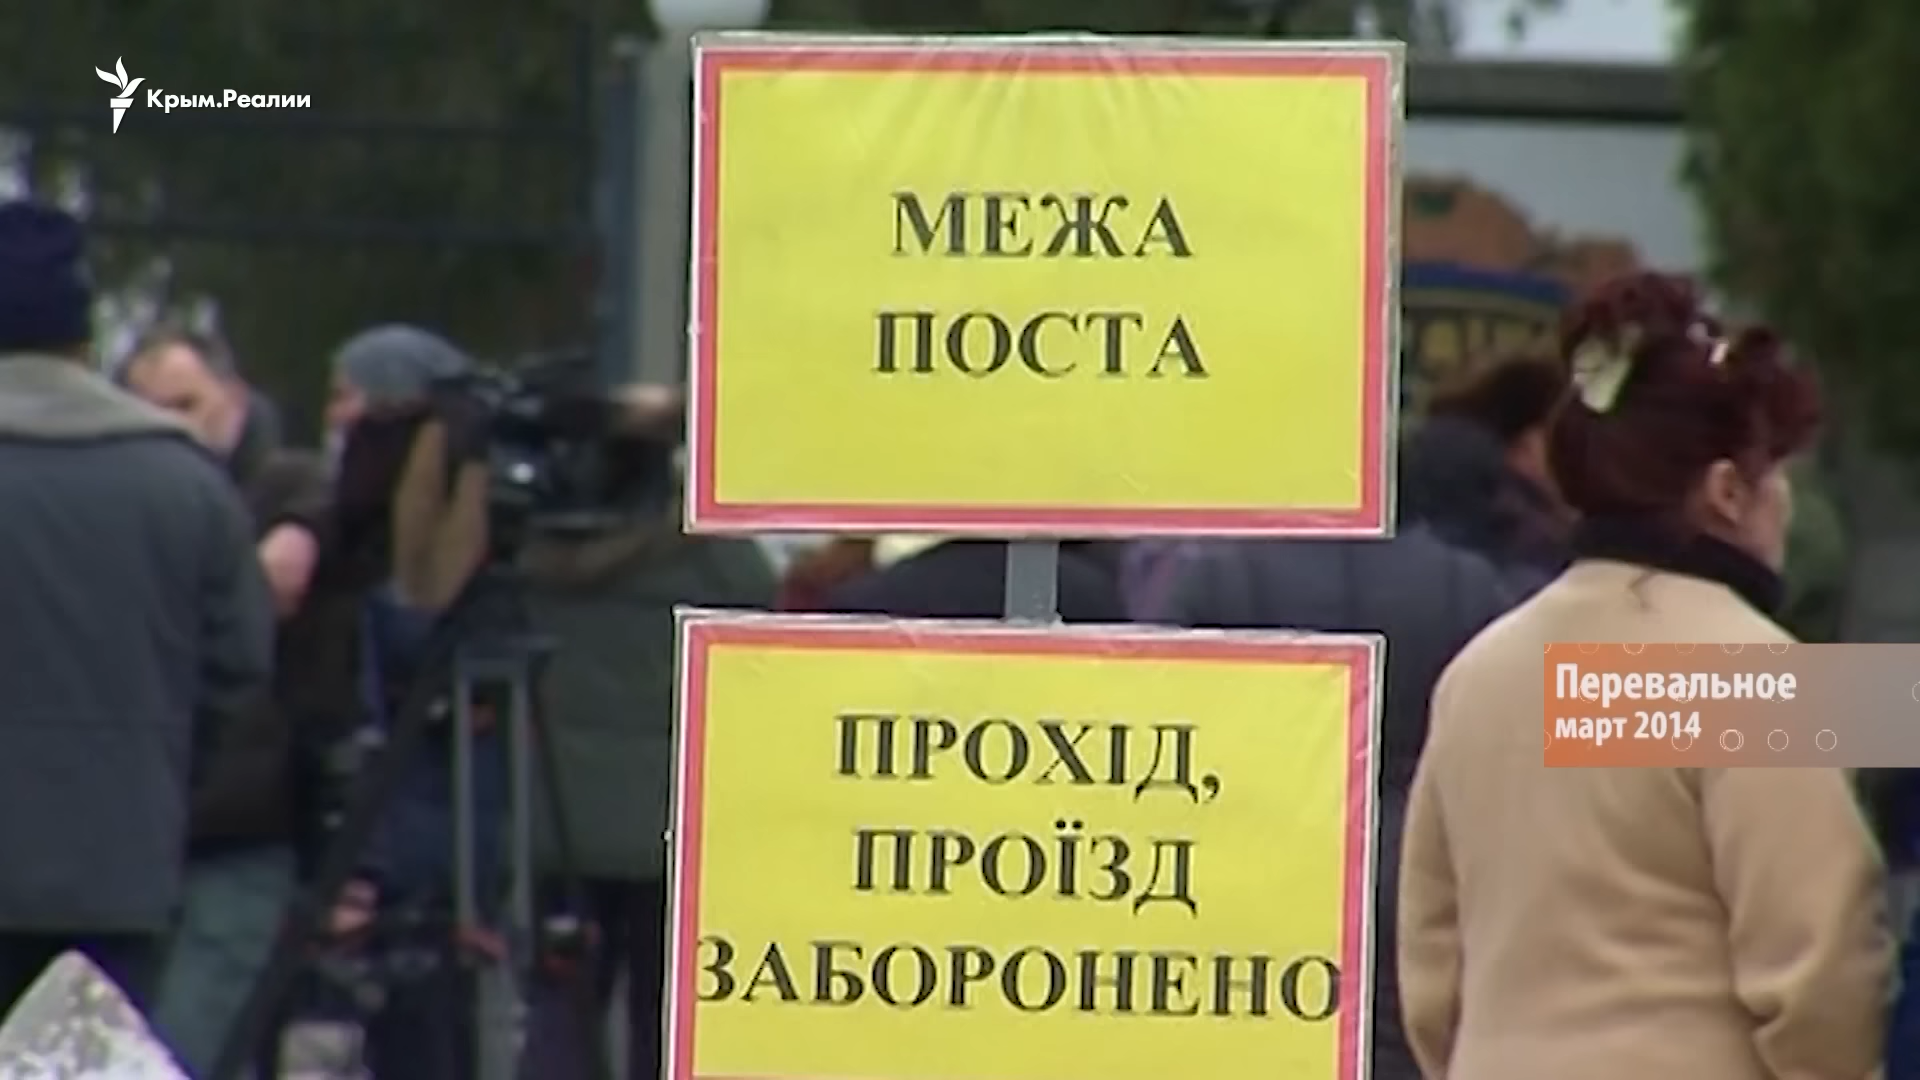 Крым.Реалии
МЕЖА
ПОСТА
ПРОХІД,
ПРОЇЗД
ЗАБОРОНЕНО
Перевальное
март 2014